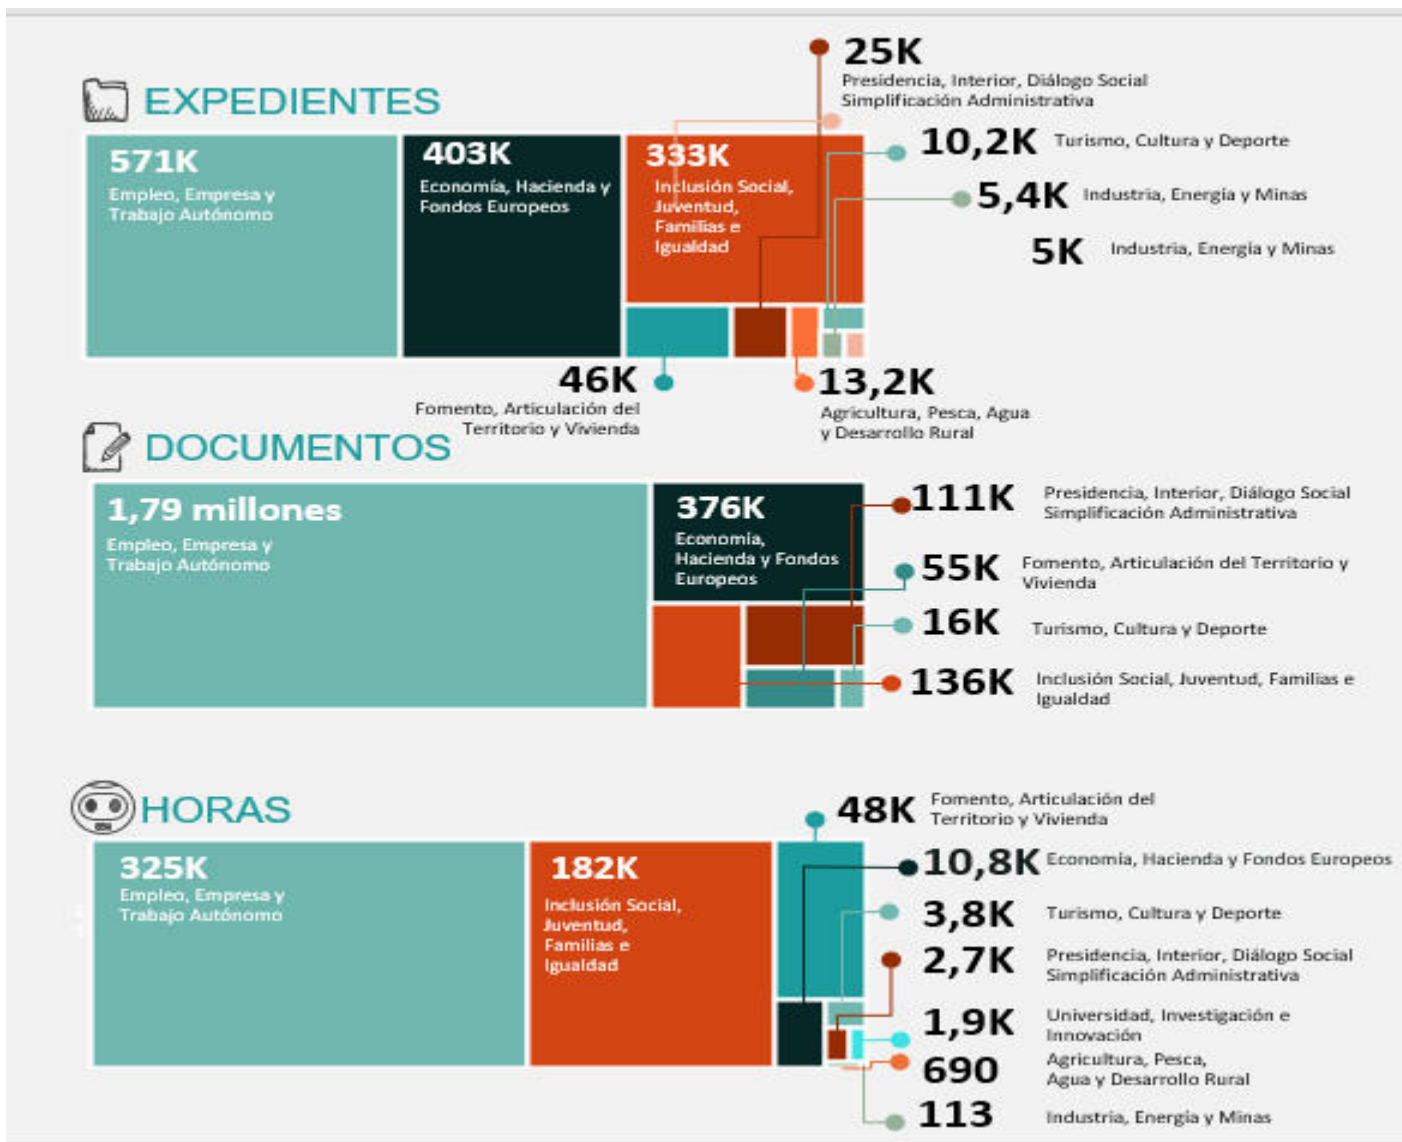 25K
Presidencia, Interior, Diálogo Social
Simplificación Administrativa
EXPEDIENTES
571K
Empleo, Empresa y
Trabajo Autónomo
403K
Economía, Hacienda y
Fondos Europeos
333K
Inclusión Social,
Juventud,
Familias e
Igualdad
10,2K Turismo, Cultura y Deporte
5,4K Industria, Energía y Minas
5K Industria, Energía y Minas
46K
Fomento, Articulación del
Territorio y Vivienda
13,2K
Agricultura, Pesca, Agua
y Desarrollo Rural
DOCUMENTOS
1,79 millones
Empleo, Empresa y
Trabajo Autónomo
376K
Economía,
Hacienda y Fondos
Europeos
111K Presidencia, Interior, Diálogo Social
Simplificación Administrativa
55K Fomento, Articulación del Territorio y
Vivienda
16K Turismo, Cultura y Deporte
136K Inclusión Social, Juventud, Familias e
Igualdad
HORAS
325K
Empleo, Empresa y
Trabajo Autónomo
182K
Inclusión Social,
Juventud,
Familias e
Igualdad
48K Fomento, Articulación del
Territorio y Vivienda
10,8K Economía, Hacienda y Fondos Europeos
3,8K Turismo, Cultura y Deporte
2,7K Presidencia, Interior, Diálogo Social
Simplificación Administrativa
1,9K Universidad, Investigación e
Innovación
690 Agricultura, Pesca,
Agua y Desarrollo Rural
113 Industria, Energía y Minas